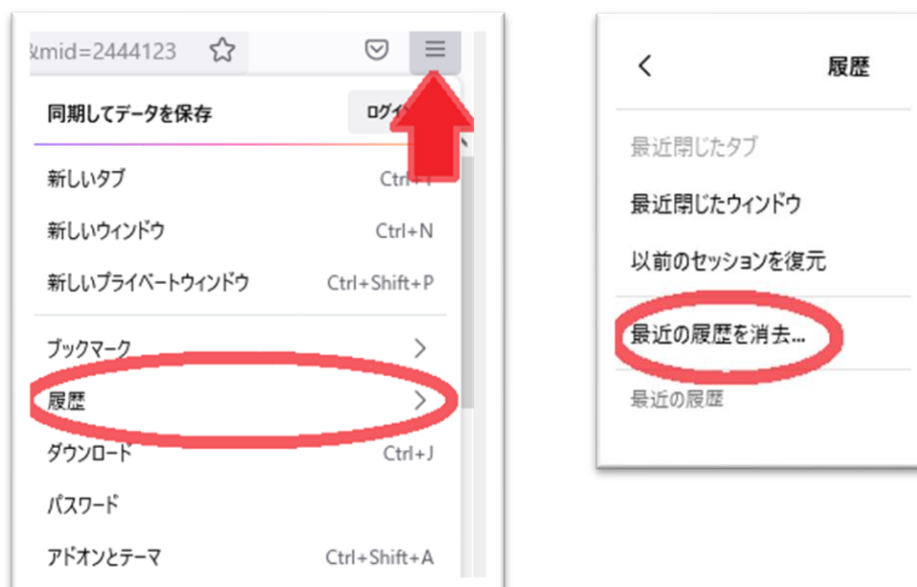 &mid=2444123
同期してデータを保存
新しいタブ
新しいウィンドウ Ctrl+N
新しいプライベートウィンドウ Ctrl+Shift+P
ブックマーク
履歴
ダウンロード Ctrl+J
パスワード
アドオンとテーマ Ctrl+Shift+A
履歴
最近閉じたタブ
最近閉じたウィンドウ
以前のセッションを復元
最近の履歴を消去...
最近の履歴